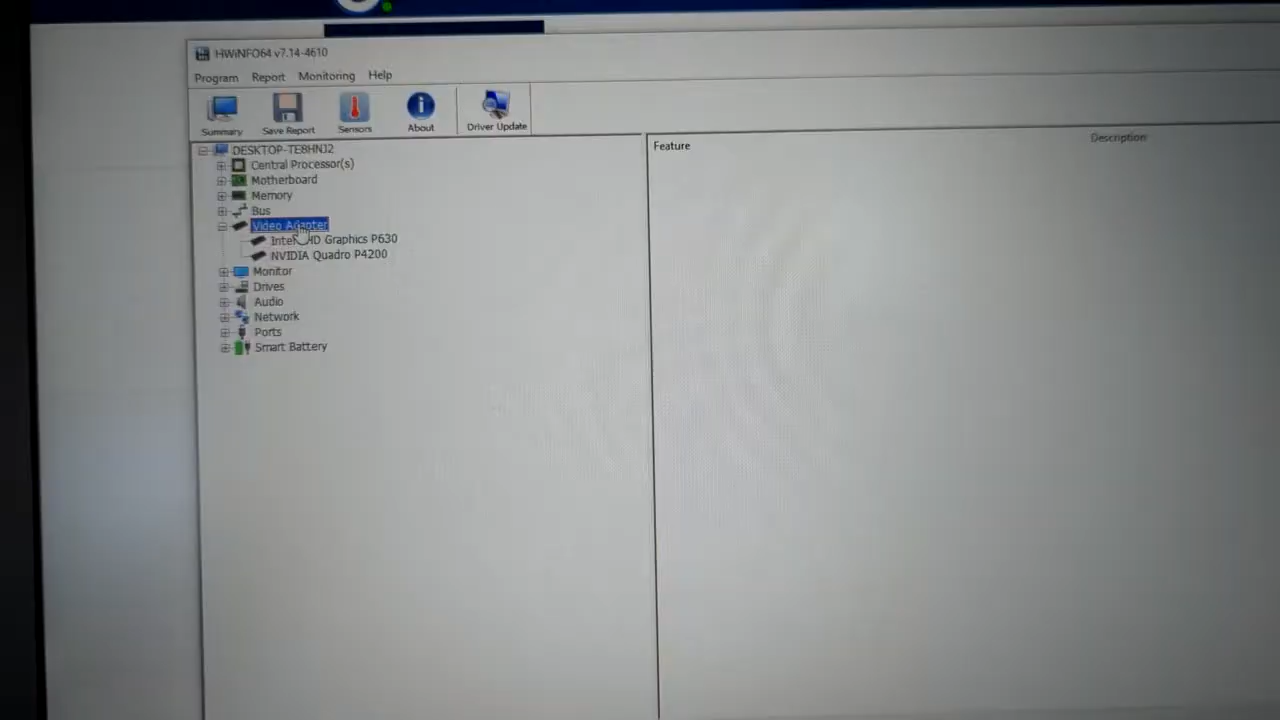 HWiNFO64 v7.14-4610
Program Report Monitoring Help
Summary Save Report Sensors About Driver Update
DESKTOP-TE8HNJ2
Central Processor(s)
Motherboard
Memory
Bus
Video Adapter
Intel HD Graphics P630
NVIDIA Quadro P4200
Monitor
Drives
Audio
Network
Ports
Smart Battery
Feature Description